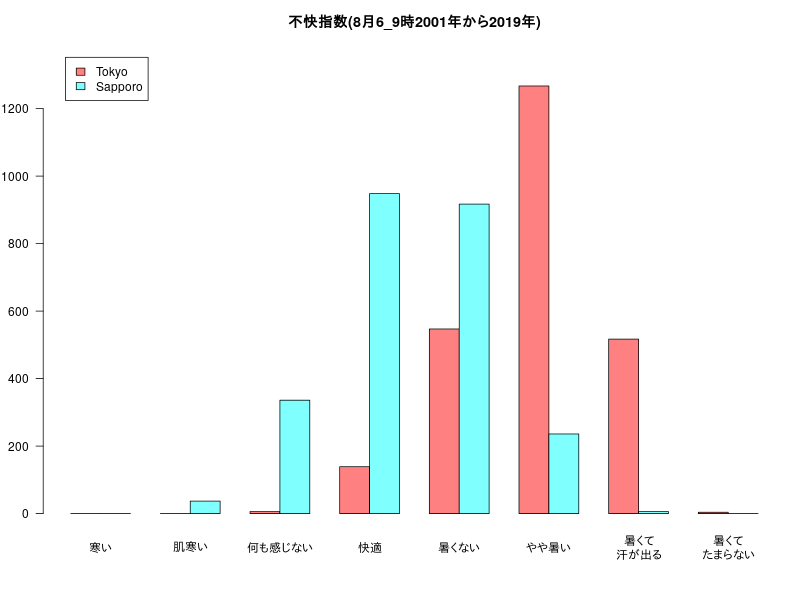 不快指数(8月6_9時2001年から2019年)
Tokyo
Sapporo
1200
1000
800
600
400
200
0
寒い
肌寒い
何も感じない
快適
暑くない
やや暑い
暑くて
汗が出る
暑くて
たまらない